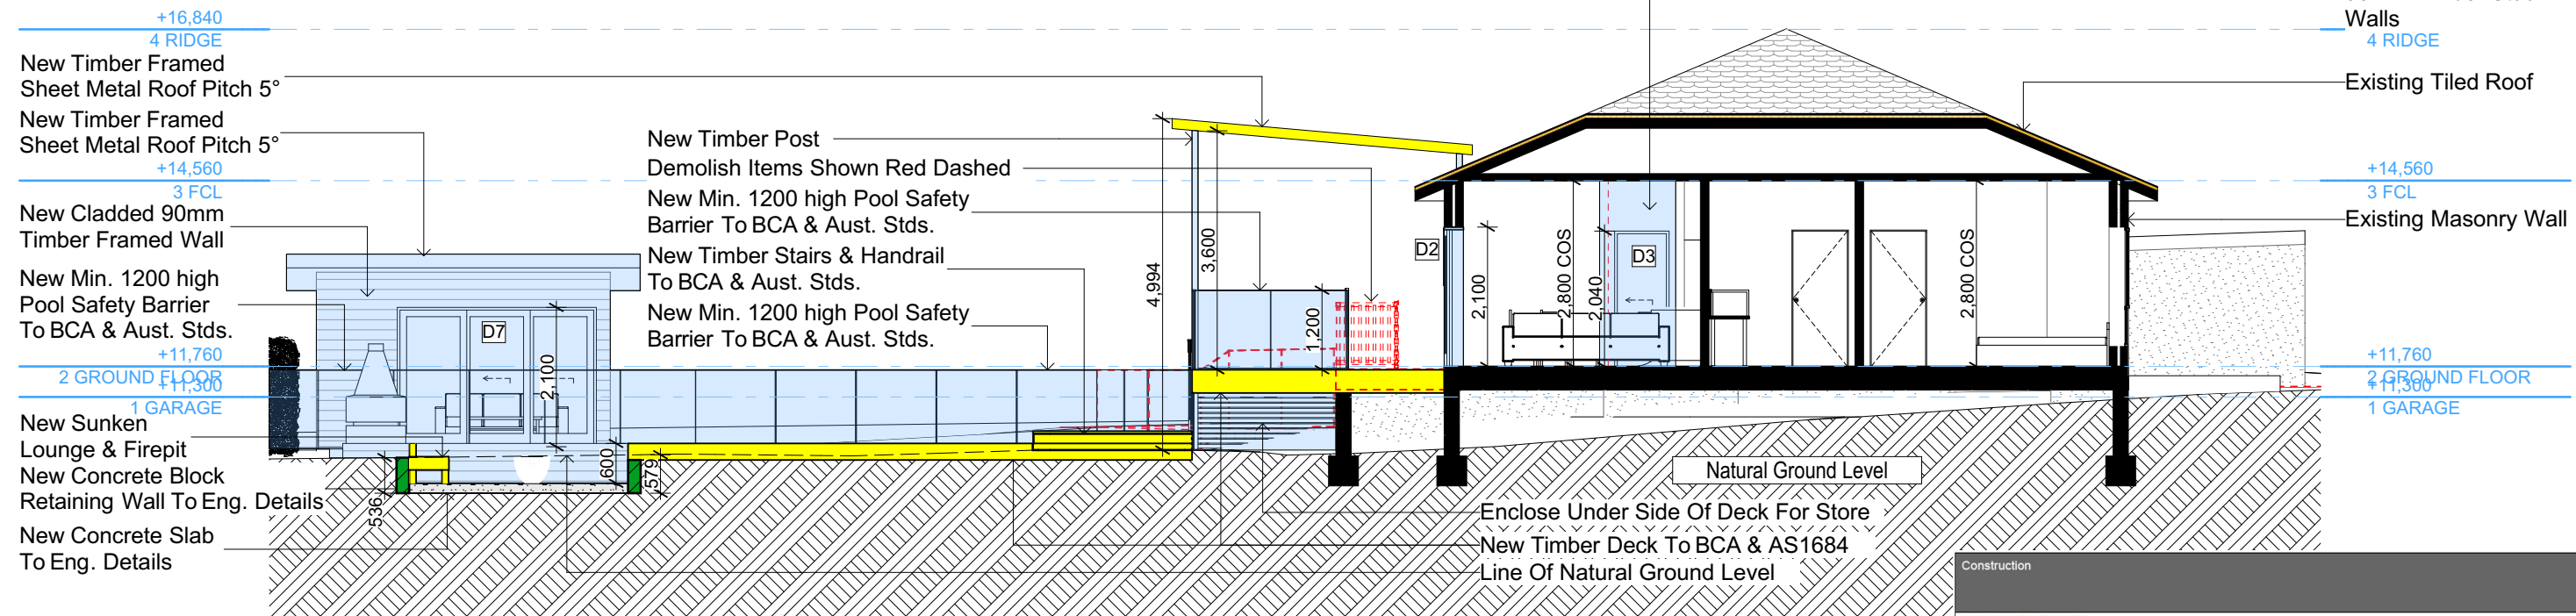 +16,840
4 RIDGE
New Timber Framed
Sheet Metal Roof Pitch 5°
New Timber Framed
Sheet Metal Roof Pitch 5°
+14,560
3 FCL
New Cladded 90mm
Timber Framed Wall
New Min. 1200 high
Pool Safety Barrier
To BCA & Aust. Stds.
+11,760
2 GROUND FLOOR
+11,300
1 GARAGE
New Sunken
Lounge & Firepit
New Concrete Block
Retaining Wall To Eng. Details
New Concrete Slab
To Eng. Details
D7
2,100
536
600
579
New Timber Post
Demolish Items Shown Red Dashed
New Min. 1200 high Pool Safety
Barrier To BCA & Aust. Stds.
New Timber Stairs & Handrail
To BCA & Aust. Stds.
New Min. 1200 high Pool Safety
Barrier To BCA & Aust. Stds.
4,994
3,600
1,200
D2
2,100
2,800 COS
2,040
D3
2,800 COS
Natural Ground Level
Enclose Under Side Of Deck For Store
New Timber Deck To BCA & AS1684
Line Of Natural Ground Level
Walls
4 RIDGE
Existing Tiled Roof
+14,560
3 FCL
Existing Masonry Wall
+11,760
2 GROUND FLOOR
+11,300
1 GARAGE
Construction